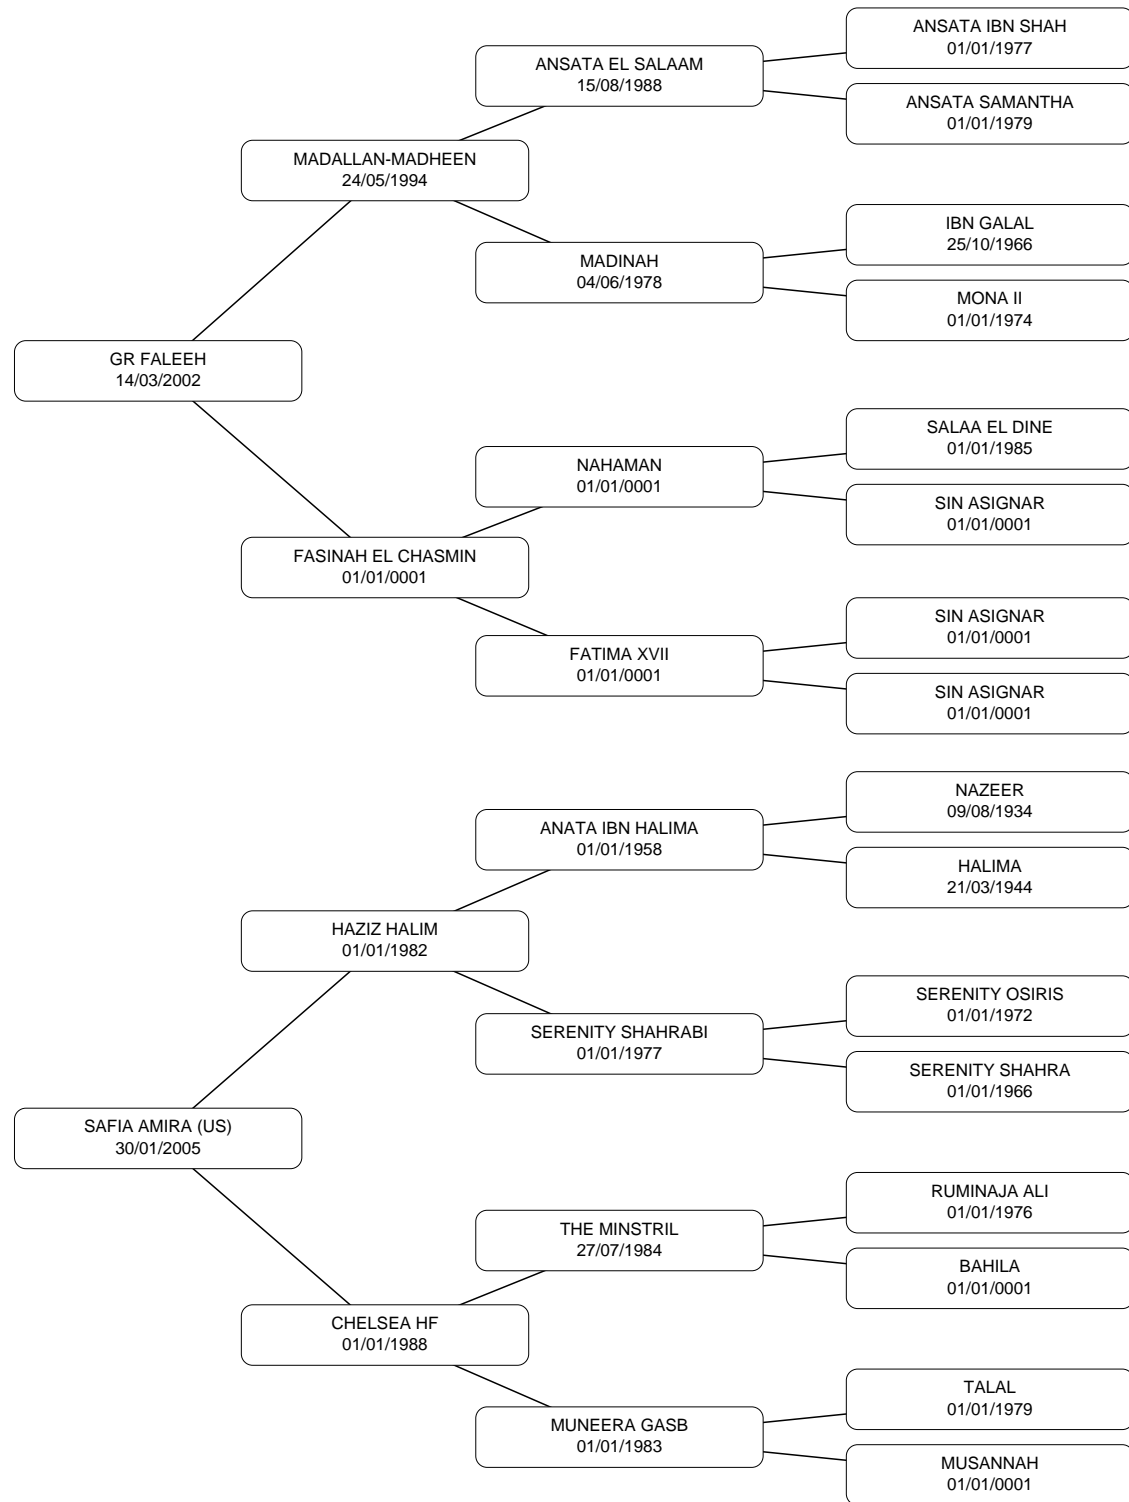 ANSATA IBN SHAH
01/01/1977
ANSATA EL SALAAM
15/08/1988
ANSATA SAMANTHA
01/01/1979
MADALLAN-MADHEEN
24/05/1994
IBN GALAL
25/10/1966
MADINAH
04/06/1978
MONA II
01/01/1974
GR FALEEH
14/03/2002
SALAA EL DINE
01/01/1985
NAHAMAN
01/01/0001
SIN ASIGNAR
01/01/0001
FASINAH EL CHASMIN
01/01/0001
SIN ASIGNAR
01/01/0001
FATIMA XVII
01/01/0001
SIN ASIGNAR
01/01/0001
NAZEER
09/08/1934
ANATA IBN HALIMA
01/01/1958
HALIMA
21/03/1944
HAZIZ HALIM
01/01/1982
SERENITY OSIRIS
01/01/1972
SERENITY SHAHRABI
01/01/1977
SERENITY SHAHRA
01/01/1966
SAFIA AMIRA (US)
30/01/2005
RUMINAJA ALI
01/01/1976
THE MINSTRIL
27/07/1984
BAHILA
01/01/0001
CHELSEA HF
01/01/1988
TALAL
01/01/1979
MUNEERA GASB
01/01/1983
MUSANNAH
01/01/0001